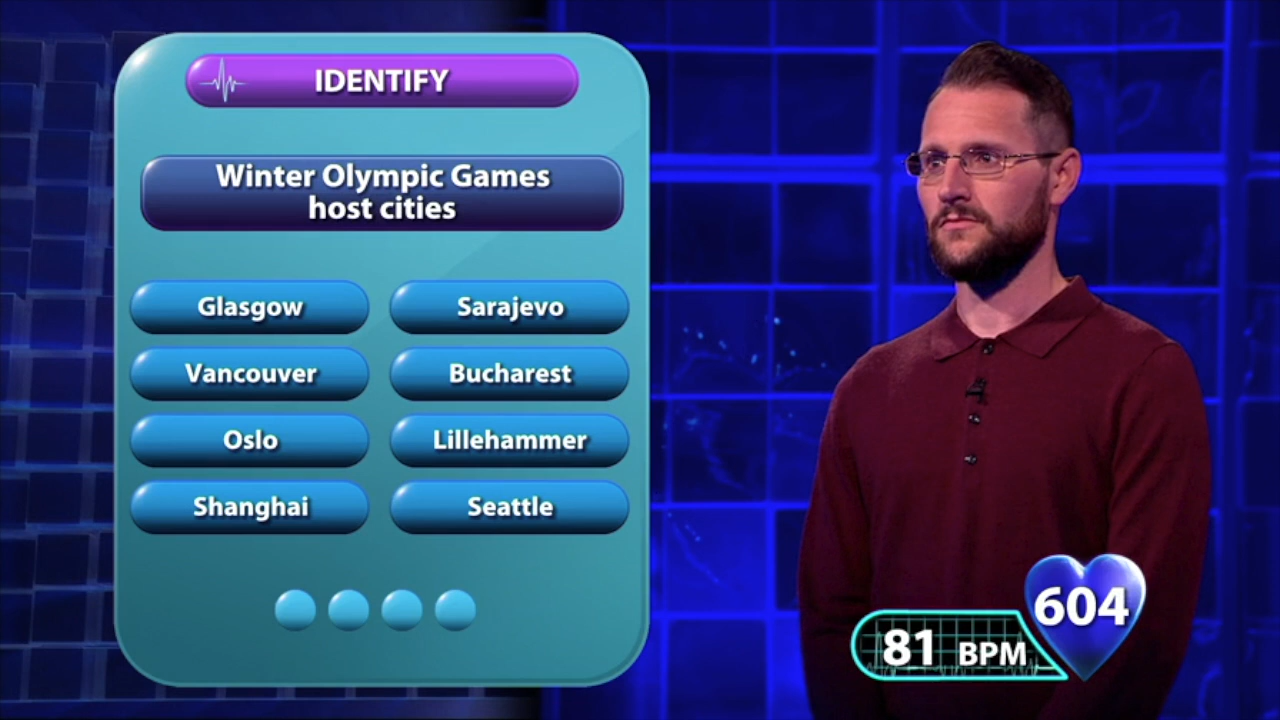 IDENTIFY
Winter Olympic Games
host cities
Glasgow
Sarajevo
Vancouver
Bucharest
Oslo
Lillehammer
Shanghai
Seattle
604
81 BPM